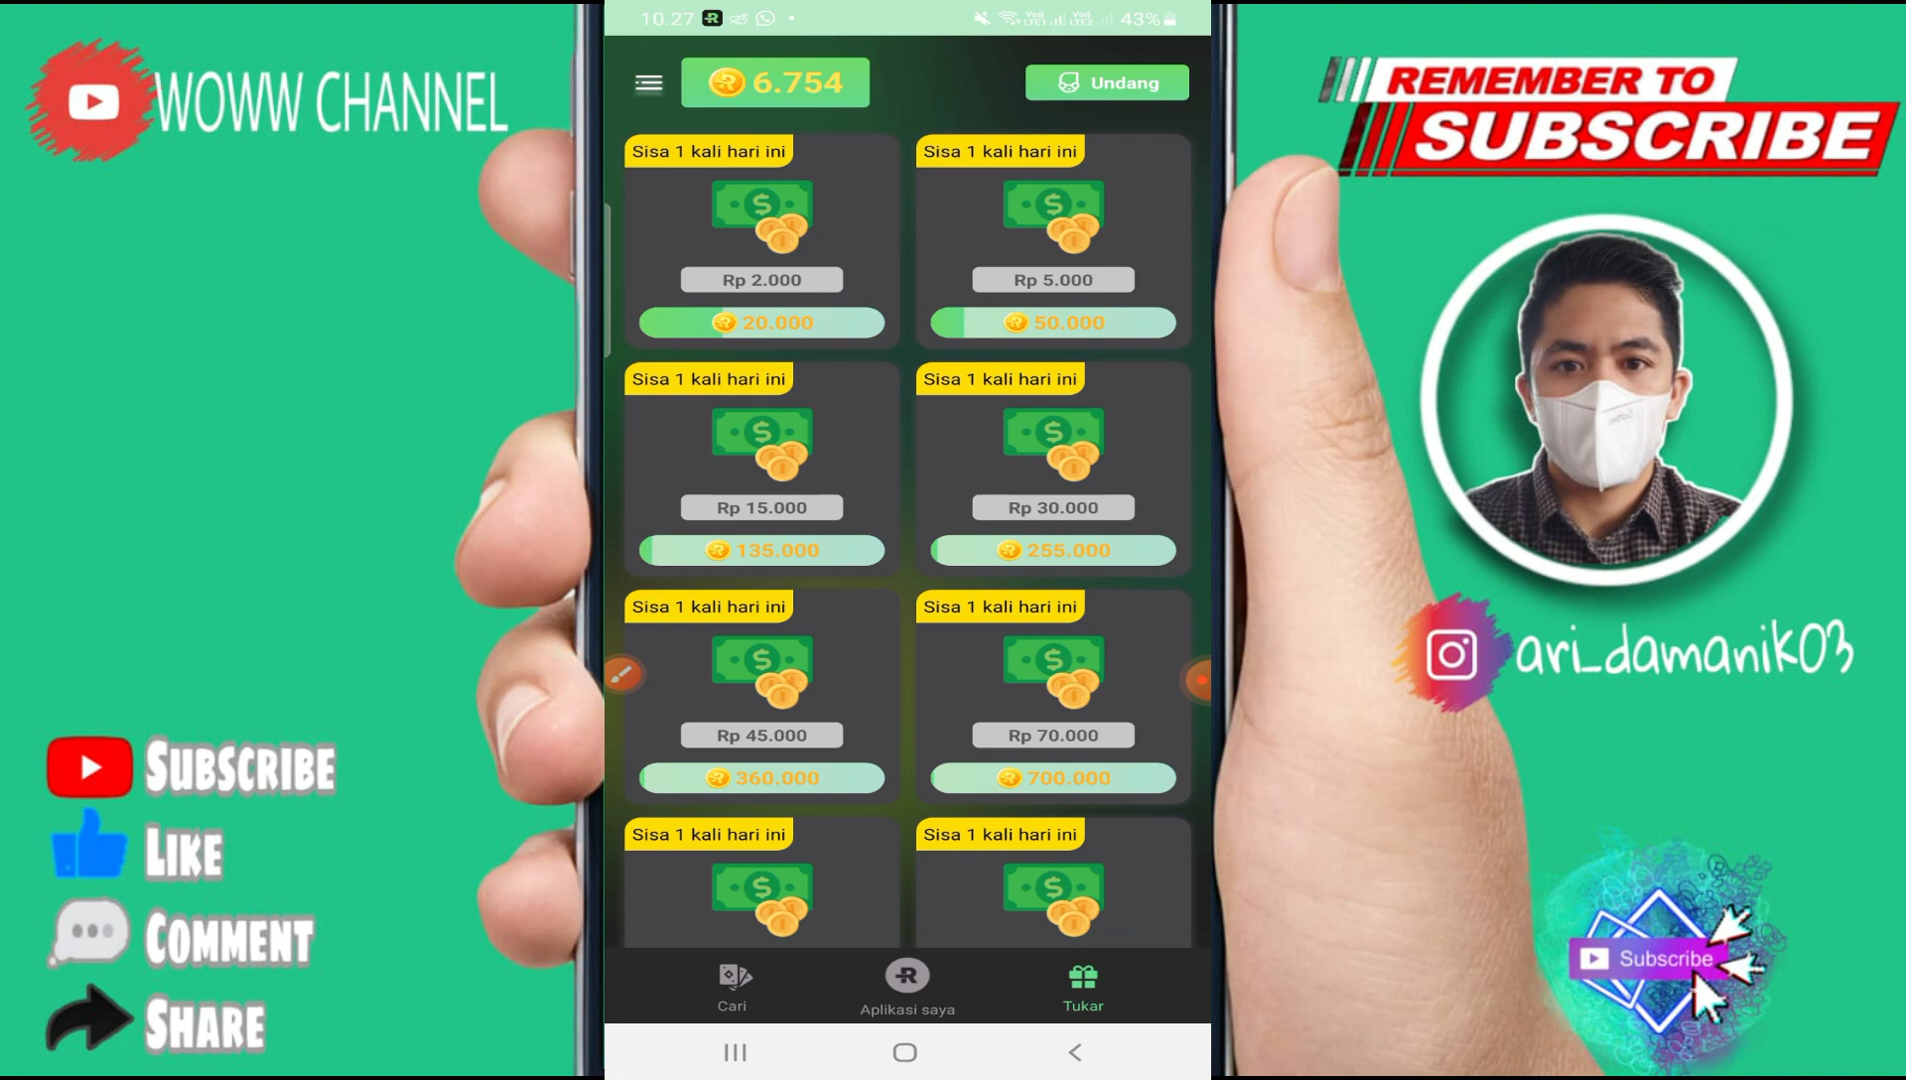 WOWW CHANNEL
10.27
Vo)) LTE1
Vo)) LTE2
43%
6.754
Undang
Sisa 1 kali hari ini
Sisa 1 kali hari ini
Rp 2.000
Rp 5.000
20.000
50.000
Sisa 1 kali hari ini
Sisa 1 kali hari ini
Rp 15.000
Rp 30.000
135.000
255.000
Sisa 1 kali hari ini
Sisa 1 kali hari ini
Rp 45.000
Rp 70.000
360.000
700.000
Sisa 1 kali hari ini
Sisa 1 kali hari ini
Cari
Aplikasi saya
Tukar
REMEMBER TO
SUBSCRIBE
ari_damanik03
SUBSCRIBE
LIKE
COMMENT
SHARE
Subscribe